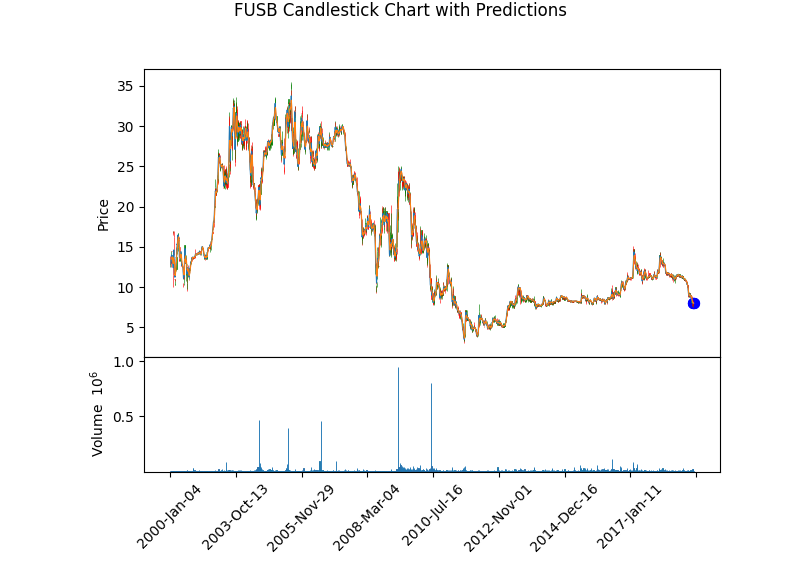 FUSB Candlestick Chart with Predictions
35
30
25
20
15
10
5
Price
1.0
0.5
Volume 10^6
2000-Jan-04
2003-Oct-13
2005-Nov-29
2008-Mar-04
2010-Jul-16
2012-Nov-01
2014-Dec-16
2017-Jan-11